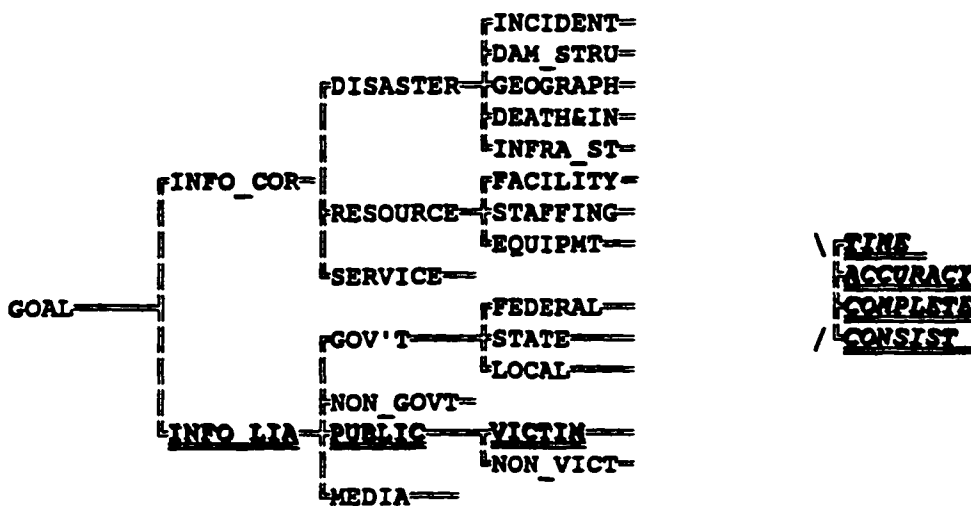 INCIDENT
DAM_STRU
DISASTER GEOGRAPH
DEATH&IN
INFRA_ST
INFO_COR FACILITY
RESOURCE STAFFING
EQUIPMT \ TIME
SERVICE ACCURACY
GOAL FEDERAL COMPLETE
GOV'T STATE / CONSIST
LOCAL
NON_GOVT
INFO_LIA PUBLIC VICTIM
NON_VICT
MEDIA